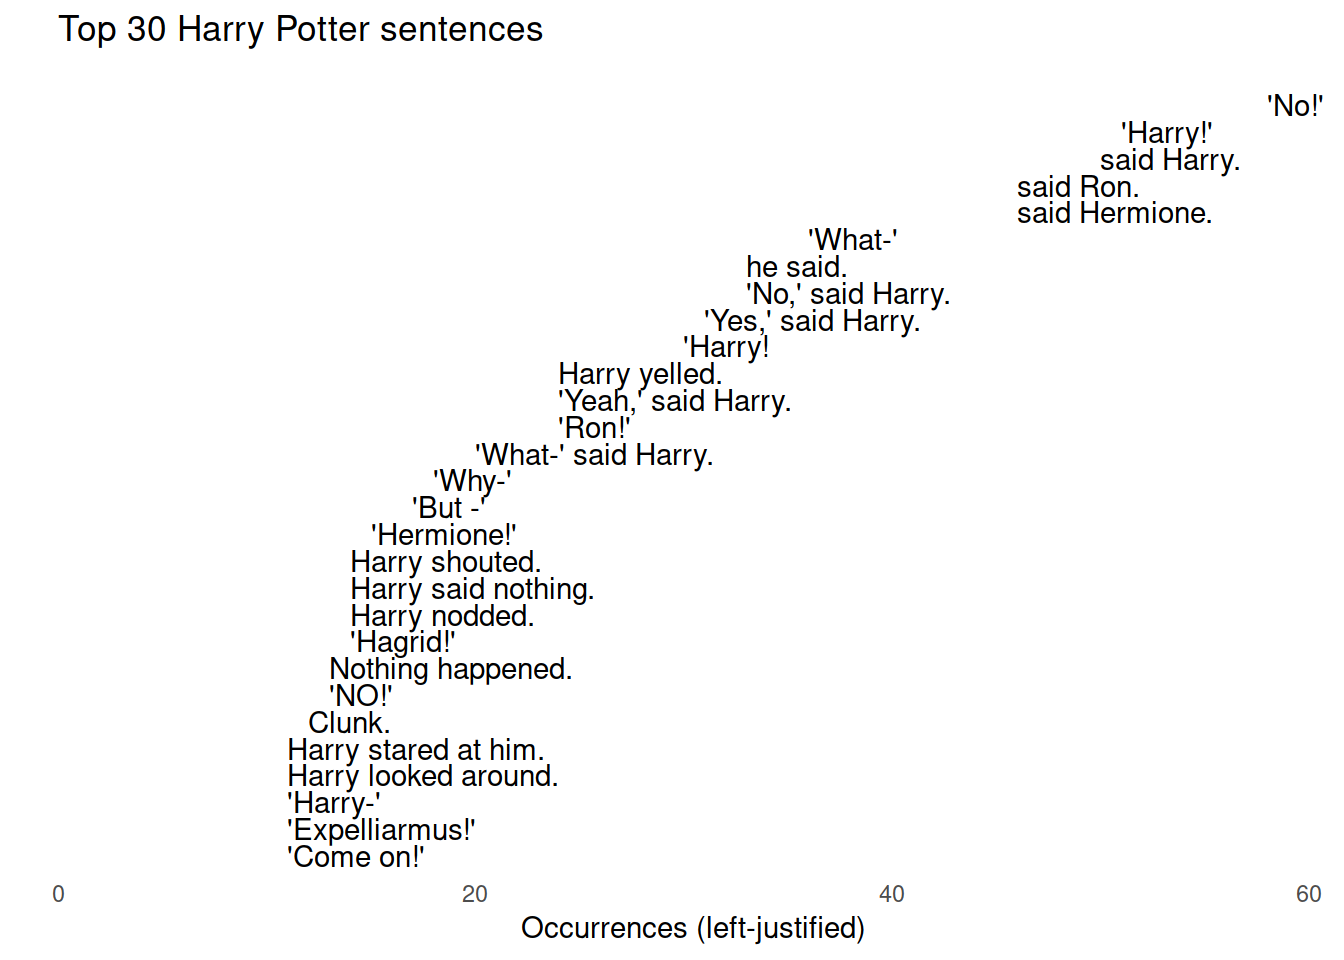 Top 30 Harry Potter sentences
'No!'
'Harry!'
said Harry.
said Ron.
said Hermione.
'What-'
he said.
'No,' said Harry.
'Yes,' said Harry.
'Harry!
Harry yelled.
'Yeah,' said Harry.
'Ron!'
'What-' said Harry.
'Why-'
'But -'
'Hermione!'
Harry shouted.
Harry said nothing.
Harry nodded.
'Hagrid!'
Nothing happened.
'NO!'
Clunk.
Harry stared at him.
Harry looked around.
'Harry-'
'Expelliarmus!'
'Come on!'
0 20 40 60
Occurrences (left-justified)